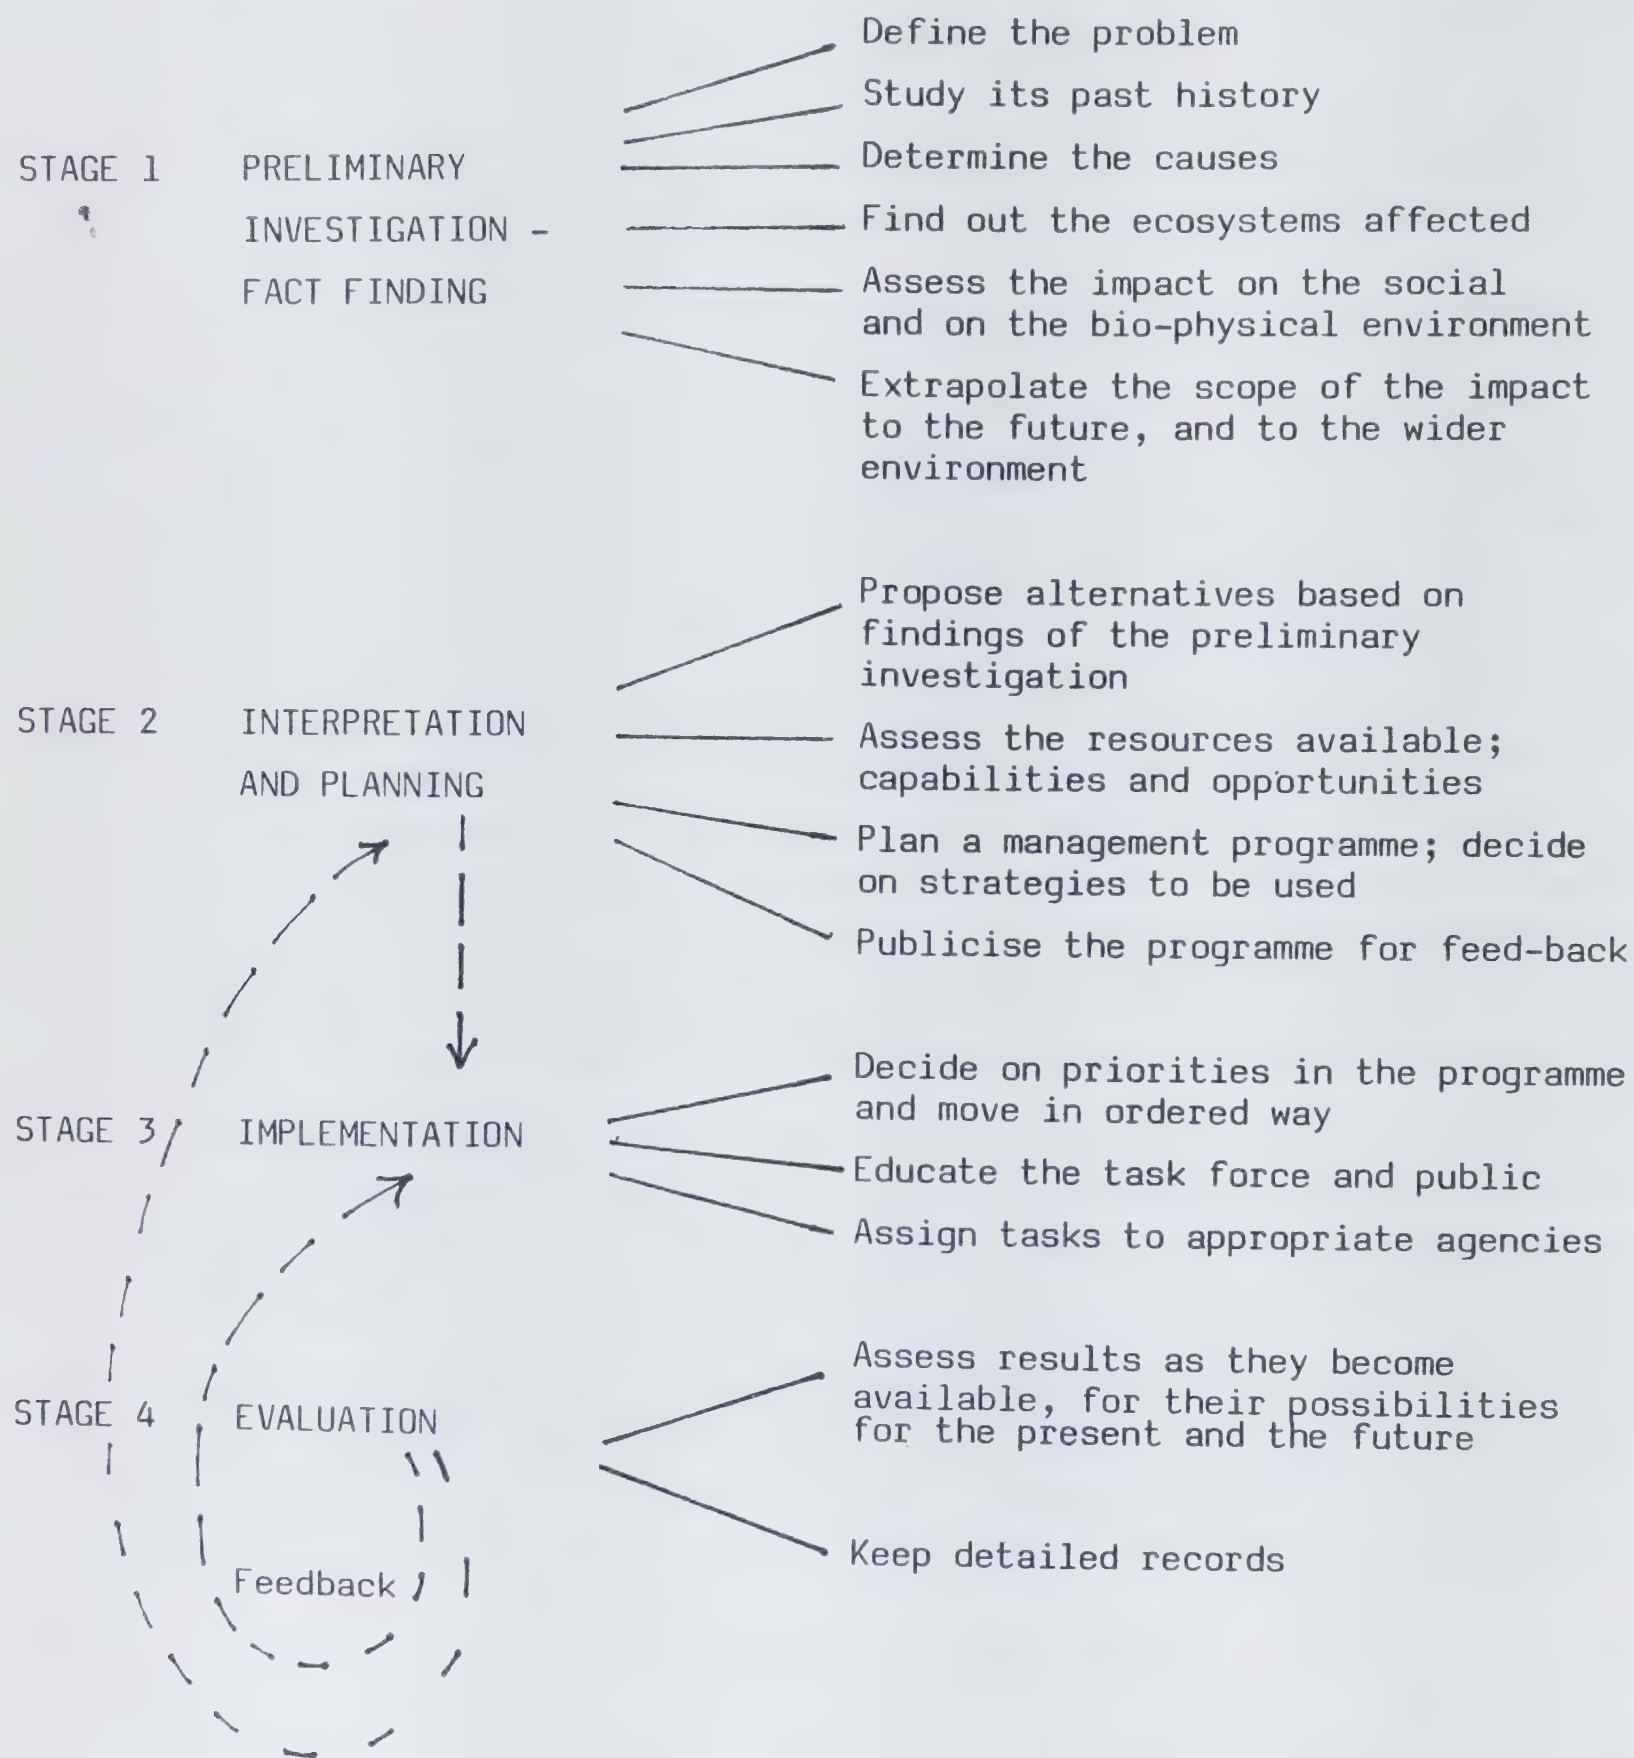 Define the problem
Study its past history
STAGE 1 PRELIMINARY
Determine the causes
INVESTIGATION -
Find out the ecosystems affected
FACT FINDING
Assess the impact on the social
and on the bio-physical environment
Extrapolate the scope of the impact
to the future, and to the wider
environment
Propose alternatives based on
findings of the preliminary
investigation
STAGE 2 INTERPRETATION
AND PLANNING
Assess the resources available;
capabilities and opportunities
Plan a management programme; decide
on strategies to be used
Publicise the programme for feed-back
STAGE 3 IMPLEMENTATION
Decide on priorities in the programme
and move in ordered way
Educate the task force and public
Assign tasks to appropriate agencies
STAGE 4 EVALUATION
Assess results as they become
available, for their possibilities
for the present and the future
Keep detailed records
Feedback